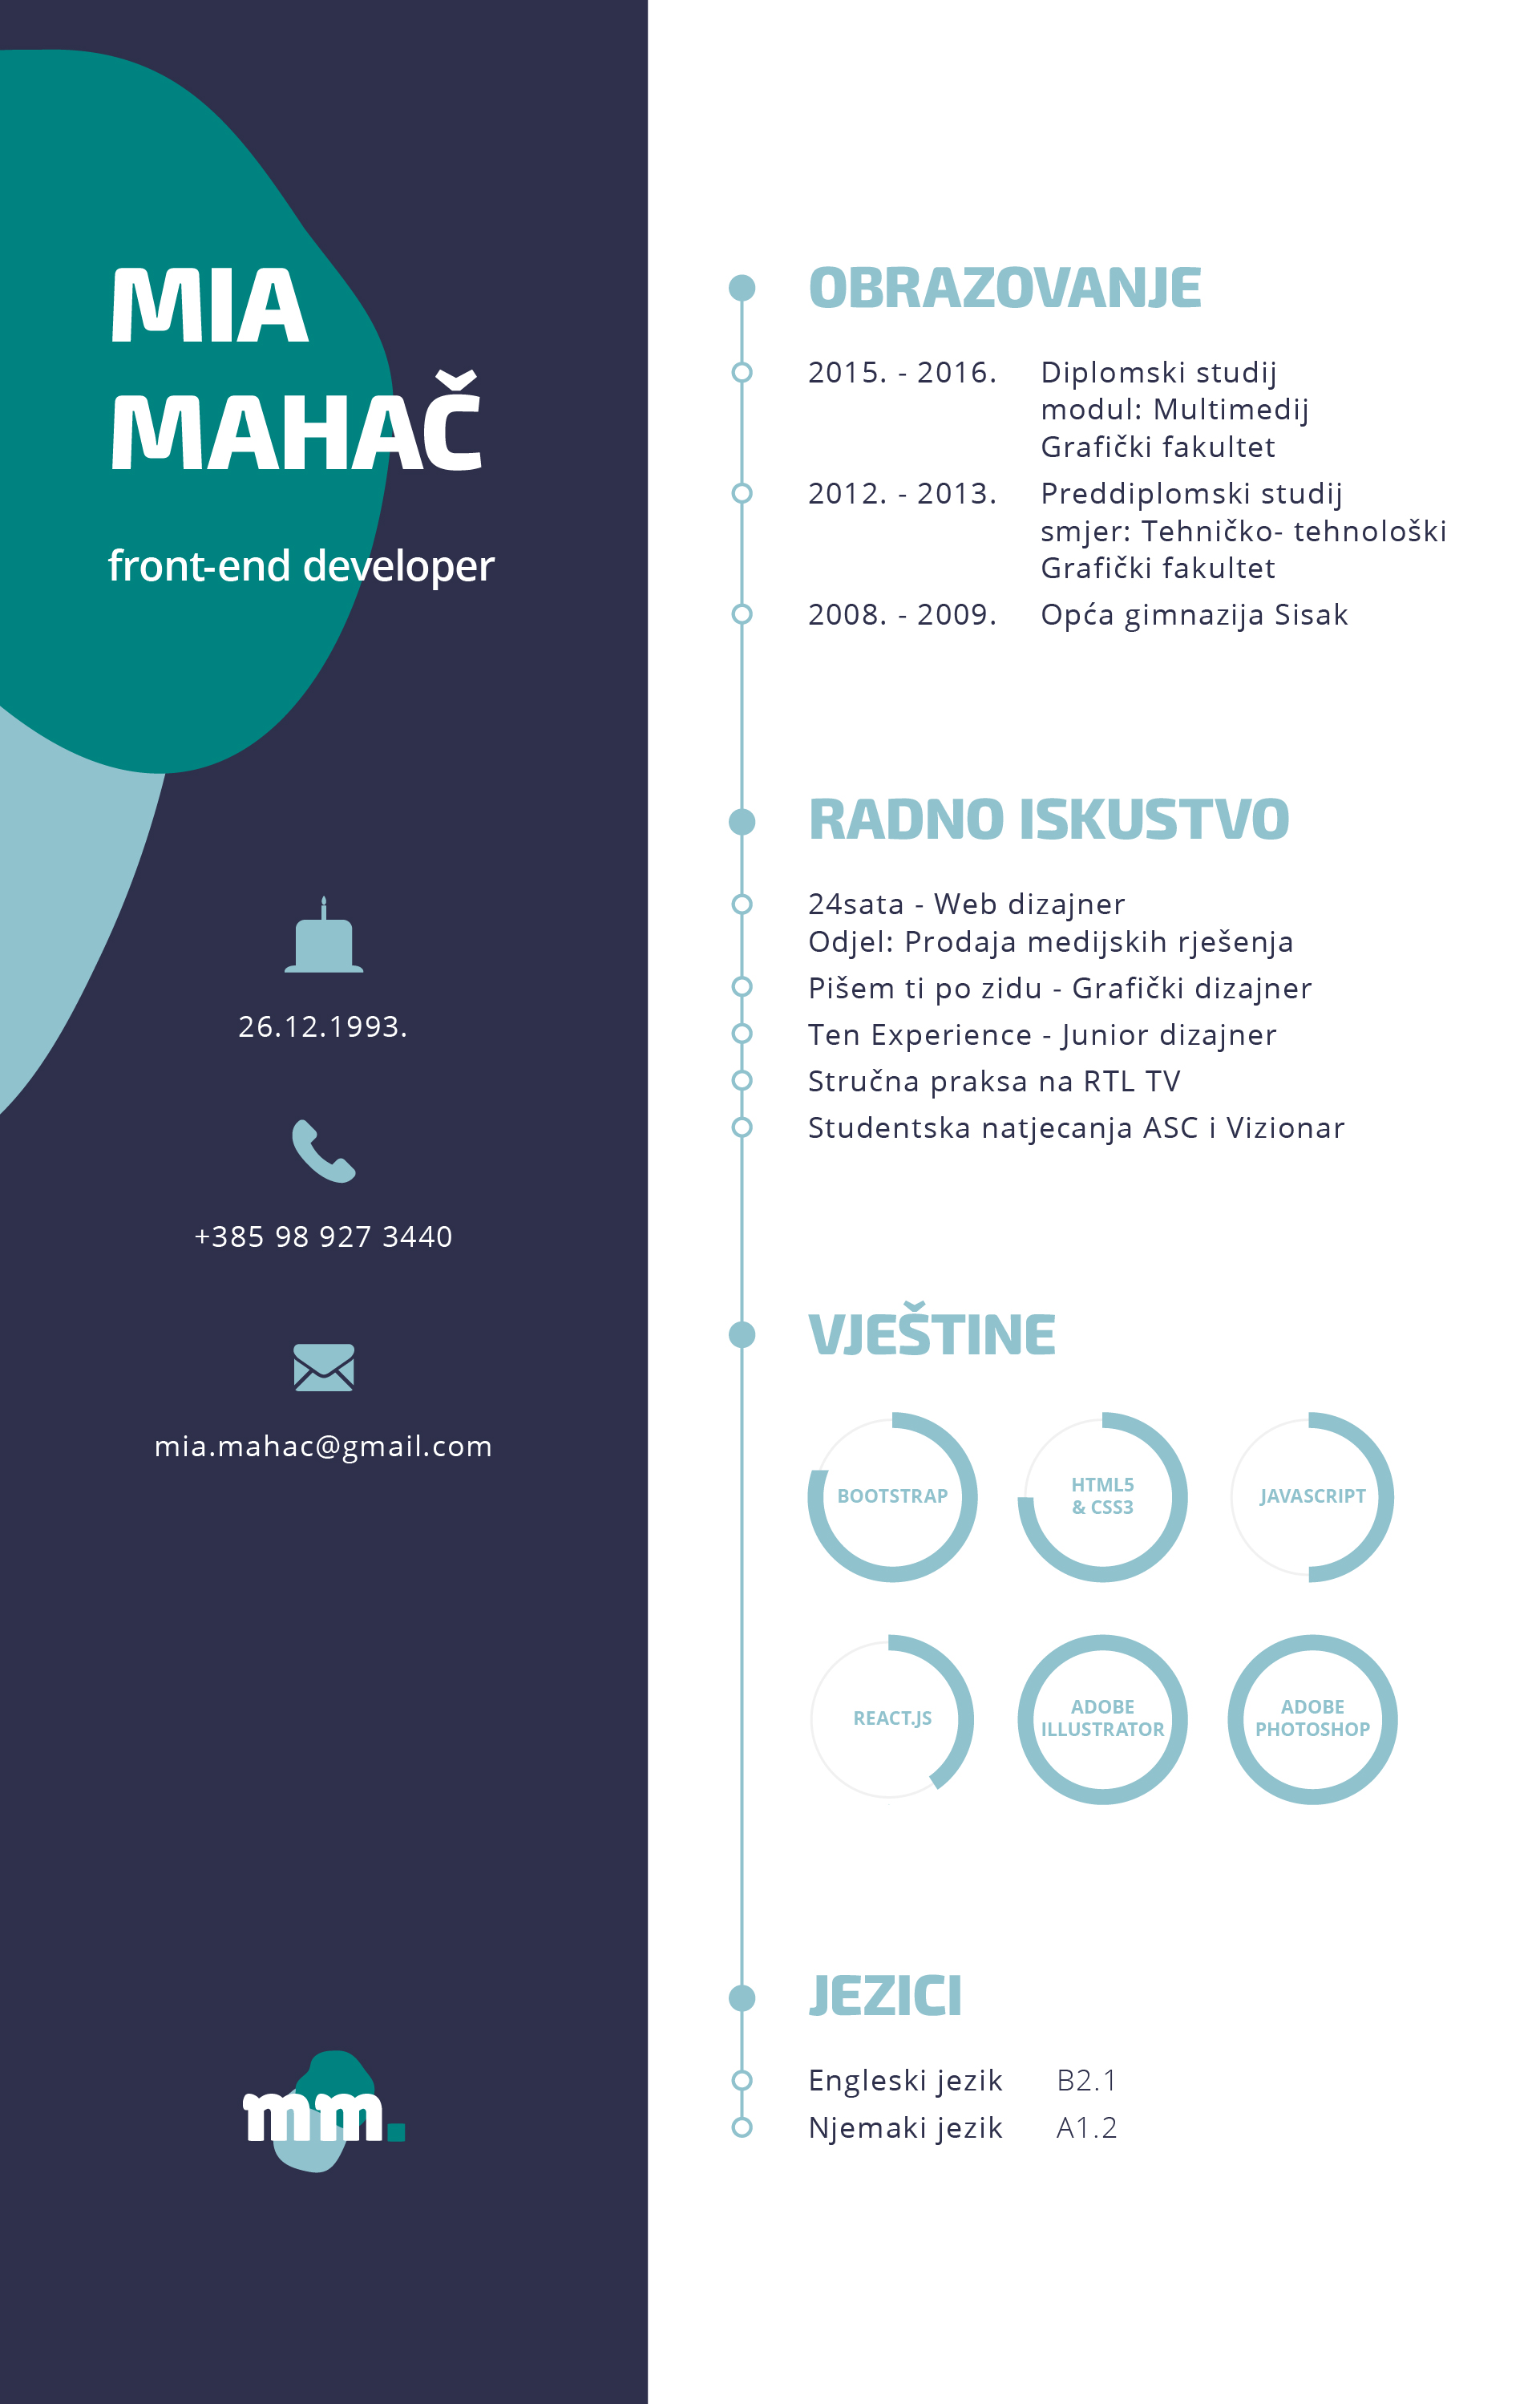 MIA
MAHAČ
front-end developer
26.12.1993.
+385 98 927 3440
mia.mahac@gmail.com
mm.
OBRAZOVANJE
2015. - 2016. Diplomski studij
modul: Multimedij
Grafički fakultet
2012. - 2013. Preddiplomski studij
smjer: Tehničko- tehnološki
Grafički fakultet
2008. - 2009. Opća gimnazija Sisak
RADNO ISKUSTVO
24sata - Web dizajner
Odjel: Prodaja medijskih rješenja
Pišem ti po zidu - Grafički dizajner
Ten Experience - Junior dizajner
Stručna praksa na RTL TV
Studentska natjecanja ASC i Vizionar
VJEŠTINE
BOOTSTRAP
HTML5
& CSS3
JAVASCRIPT
REACT.JS
ADOBE
ILLUSTRATOR
ADOBE
PHOTOSHOP
JEZICI
Engleski jezik B2.1
Njemaki jezik A1.2